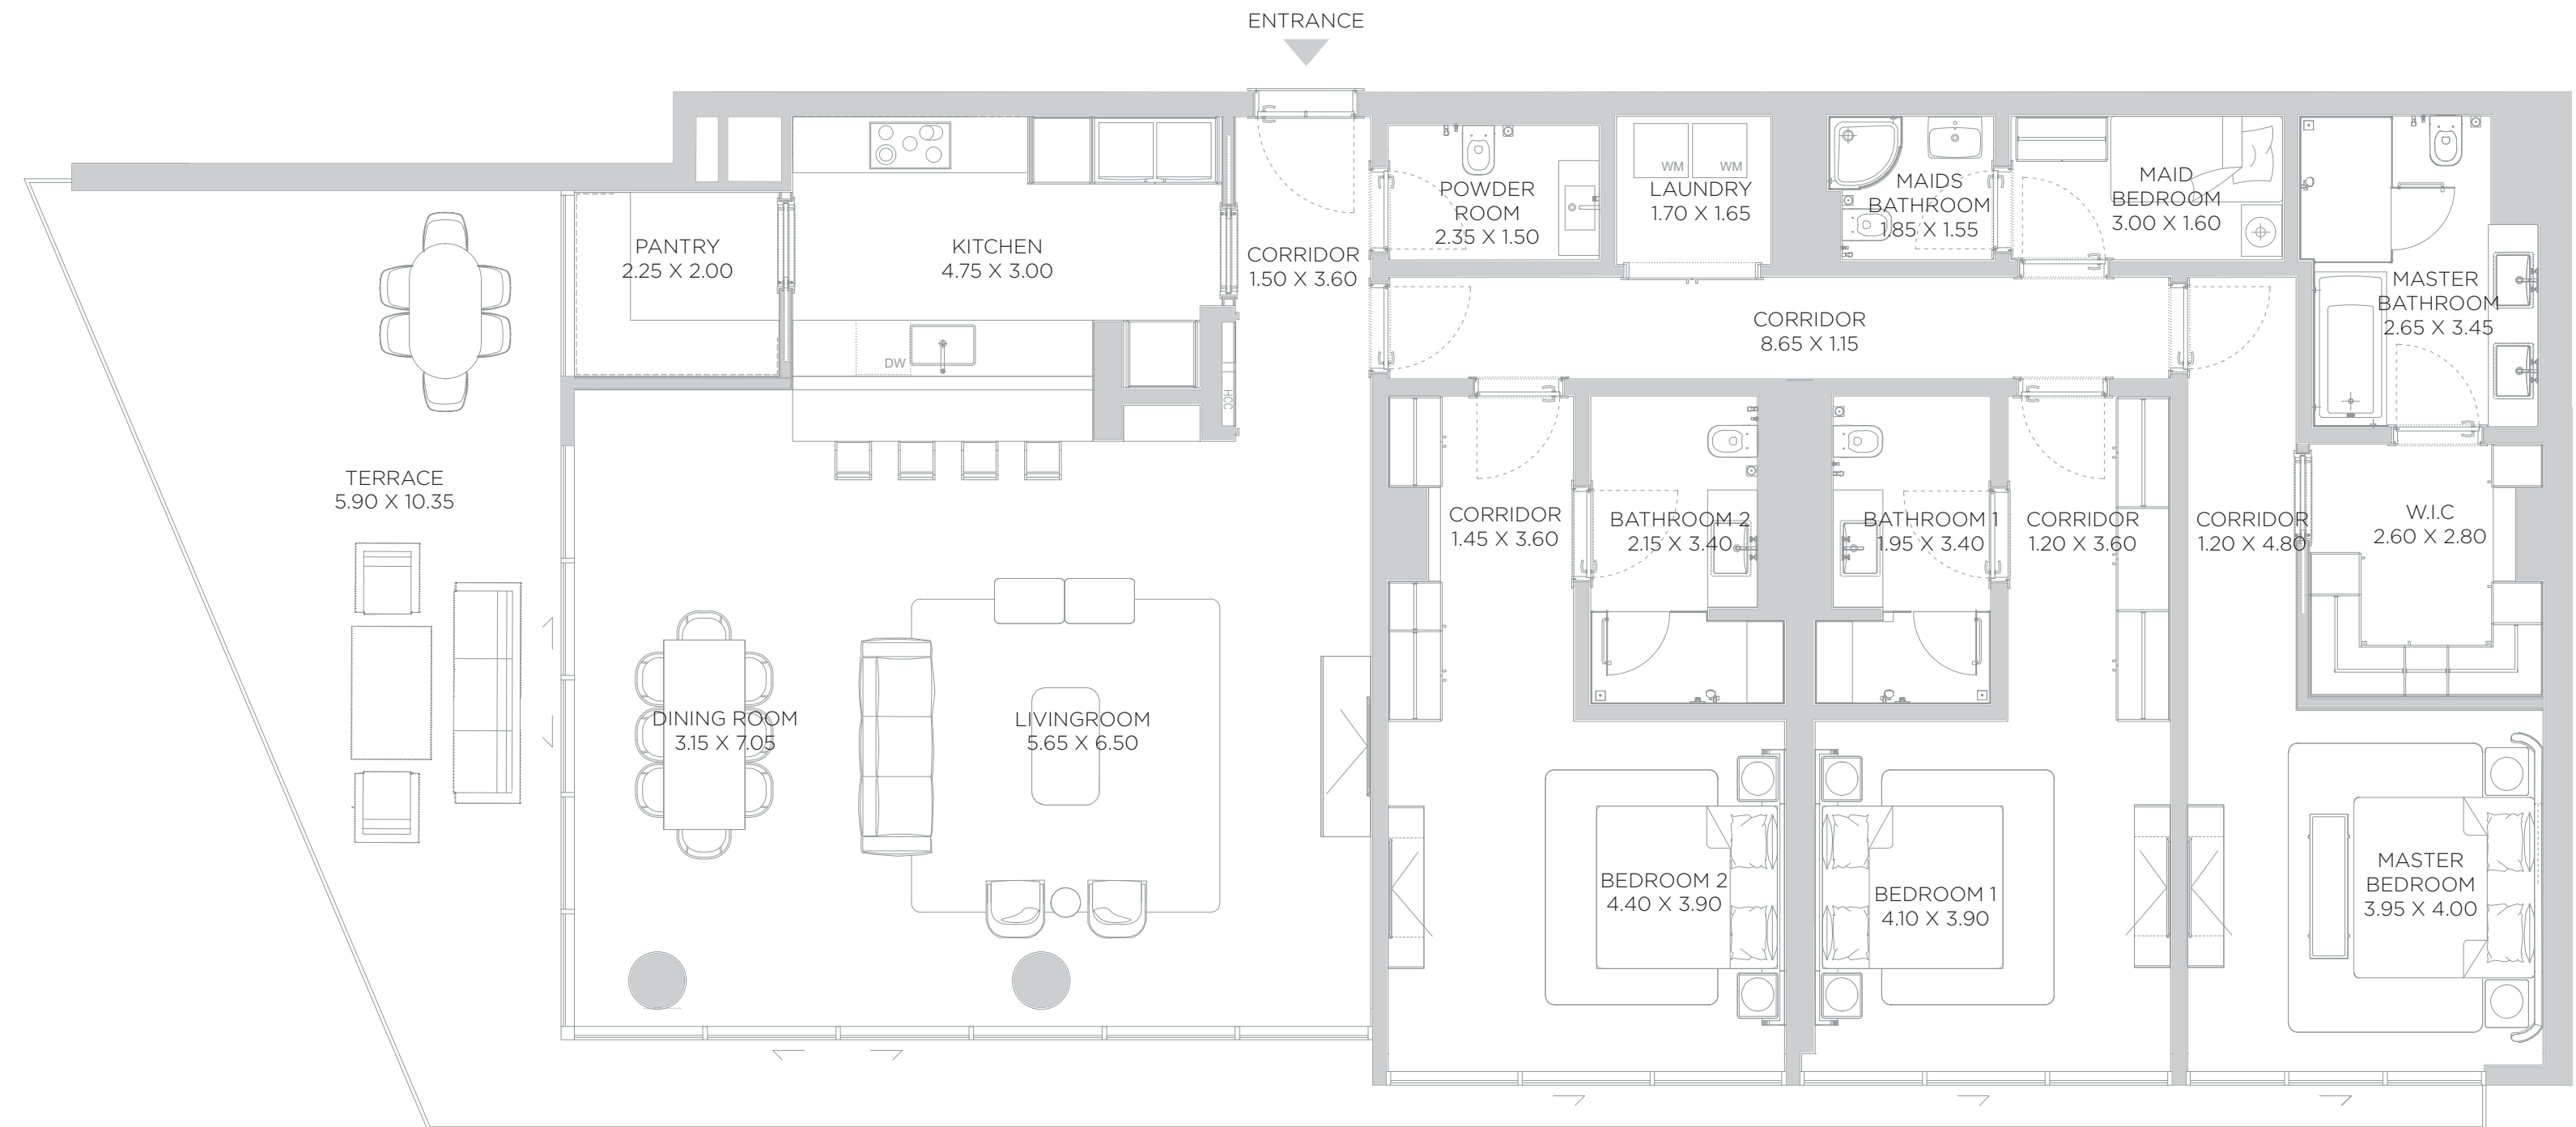 ENTRANCE
WM
WM
POWDER
ROOM
2.35 X 1.50
LAUNDRY
1.70 X 1.65
MAIDS
BATHROOM
1.85 X 1.55
MAID
BEDROOM
3.00 X 1.60
PANTRY
2.25 X 2.00
KITCHEN
4.75 X 3.00
CORRIDOR
1.50 X 3.60
MASTER
BATHROOM
2.65 X 3.45
CORRIDOR
8.65 X 1.15
DW
HCC
TERRACE
5.90 X 10.35
CORRIDOR
1.45 X 3.60
BATHROOM 2
2.15 X 3.40
BATHROOM 1
1.95 X 3.40
CORRIDOR
1.20 X 3.60
CORRIDOR
1.20 X 4.80
W.I.C
2.60 X 2.80
DINING ROOM
3.15 X 7.05
LIVINGROOM
5.65 X 6.50
BEDROOM 2
4.40 X 3.90
BEDROOM 1
4.10 X 3.90
MASTER
BEDROOM
3.95 X 4.00